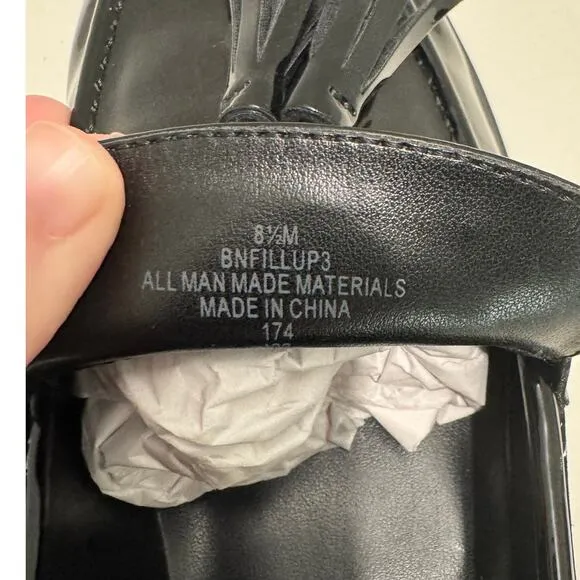 8½M
BNFILLUP3
ALL MAN MADE MATERIALS
MADE IN CHINA
174